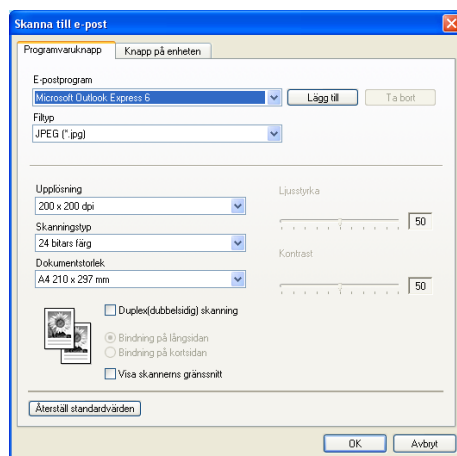 Skanna till e-post
Programvaruknapp Knapp på enheten
E-postprogram
Microsoft Outlook Express 6 Lägg till Ta bort
Filtyp
JPEG (*.jpg)
Upplösning Ljusstyrka
200 x 200 dpi 50
Skanningstyp
24 bitars färg Kontrast
Dokumentstorlek
A4 210 x 297 mm 50
Duplex(dubbelsidig) skanning
Bindning på långsidan
Bindning på kortsidan
Visa skannerns gränssnitt
Återställ standardvärden
OK Avbryt